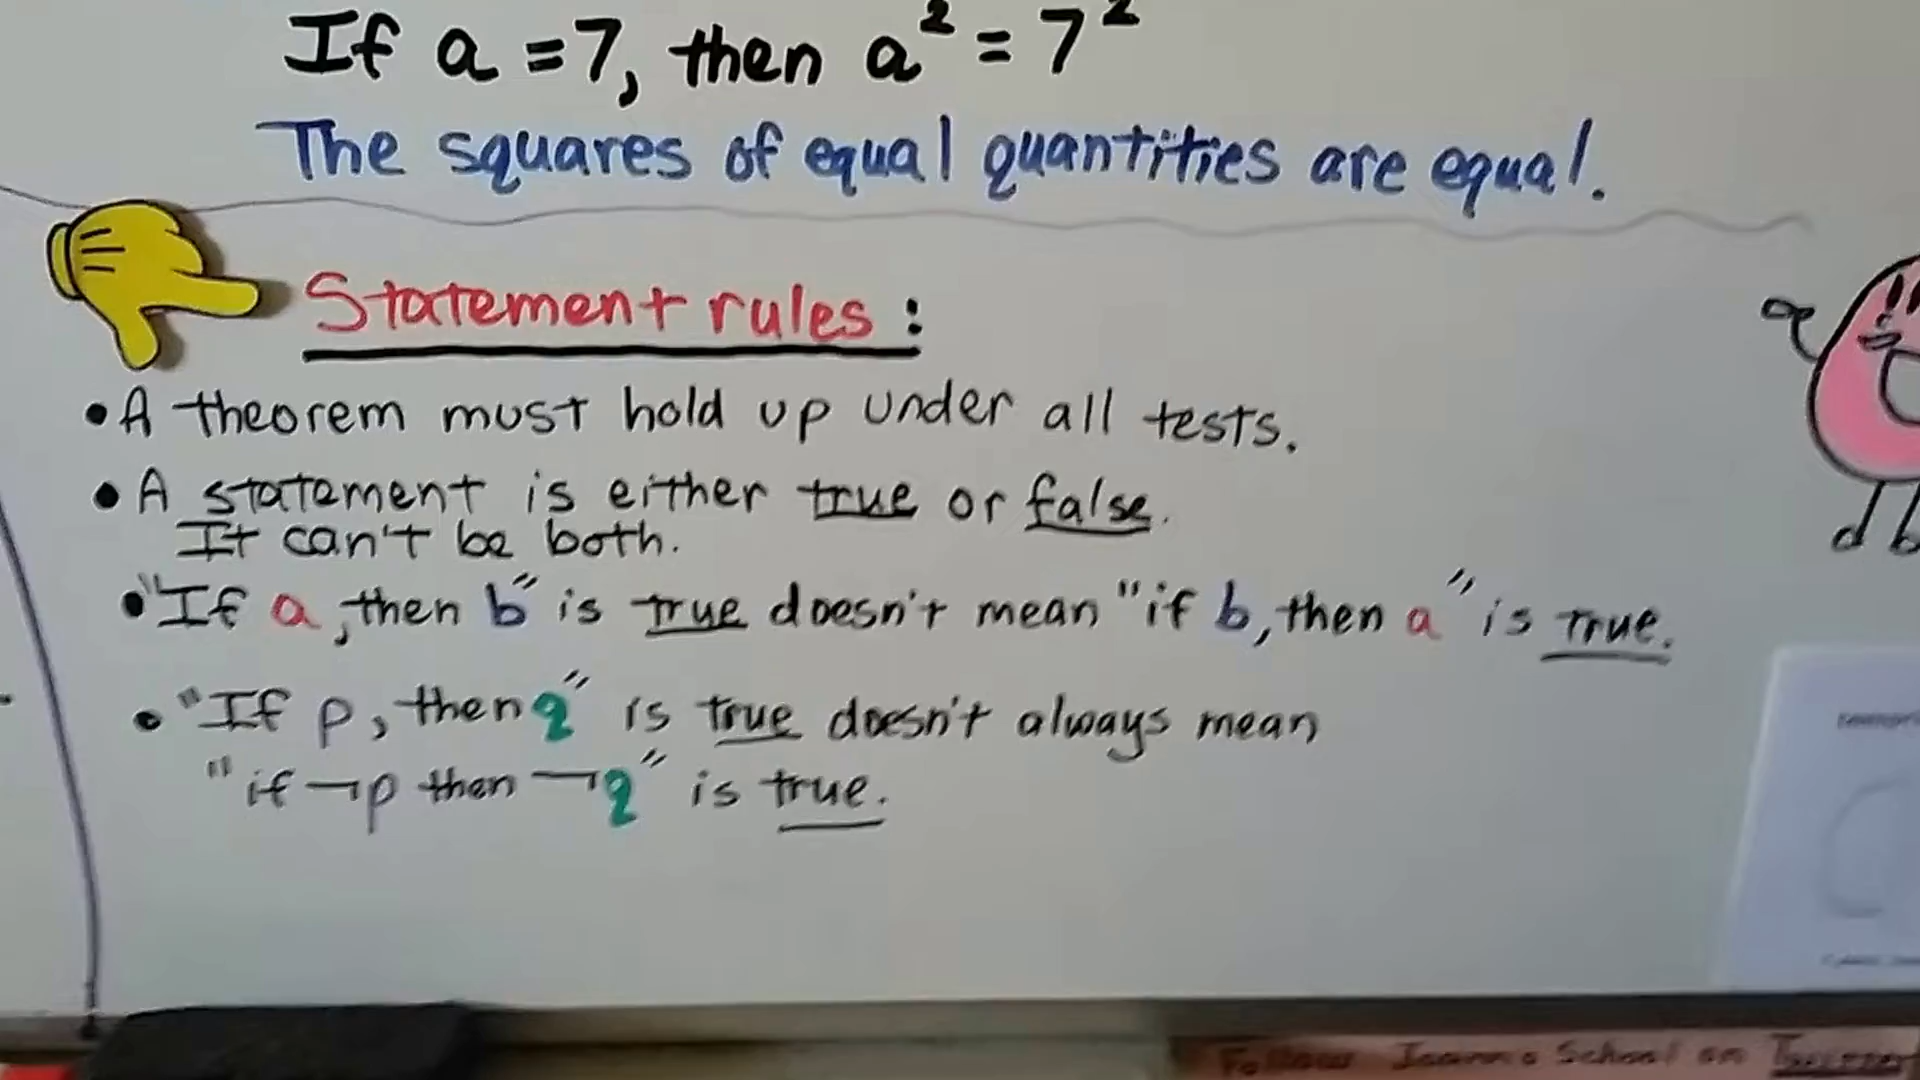 If a = 7, then a² = 7²
The squares of equal quantities are equal.
Statement rules:
• A theorem must hold up under all tests.
• A statement is either true or false.
It can't be both.
• "If a, then b" is true doesn't mean "if b, then a" is true.
• "If p, then q" is true doesn't always mean
"if ¬p then ¬q" is true.
Follow School on